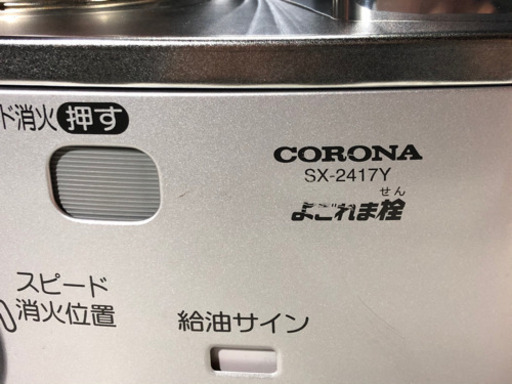 ド消火 押す
CORONA
SX-2417Y
せん
よごれま栓
スピード
消火位置
給油サイン